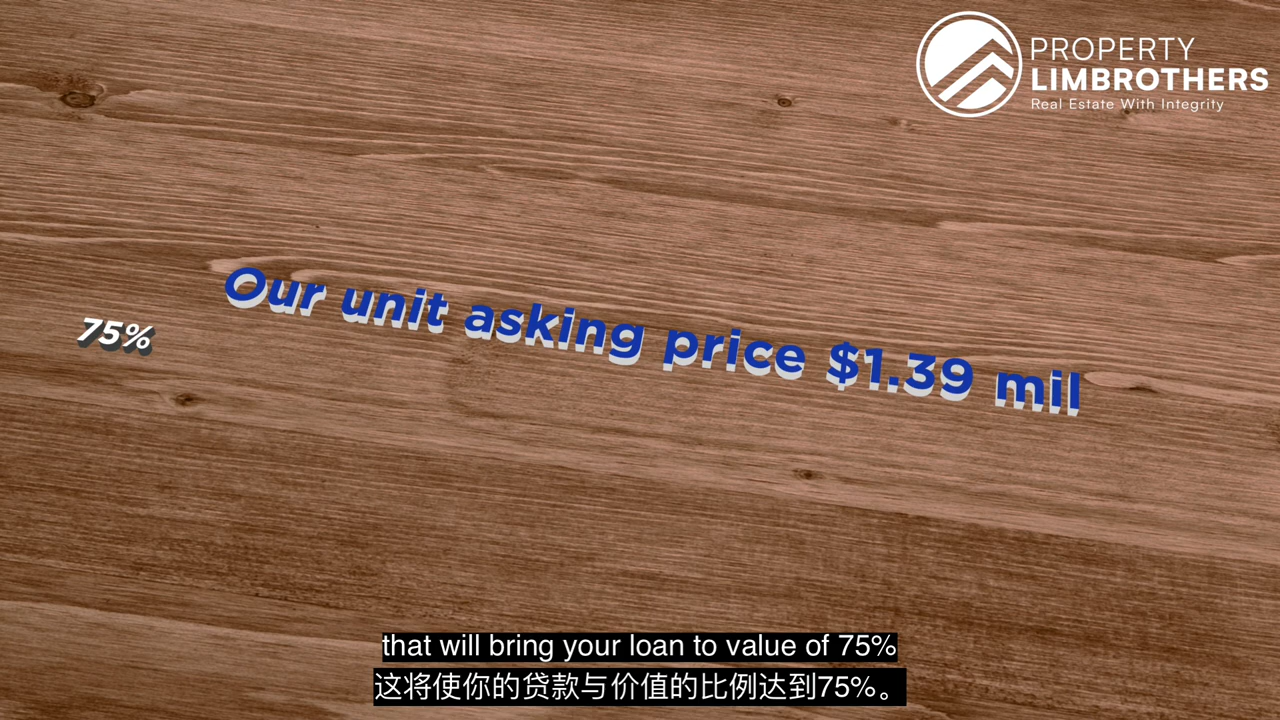 PROPERTY
LIMBROTHERS
Real Estate With Integrity
Our unit asking price $1.39 mil
75%
that will bring your loan to value of 75%
这将使你的贷款与价值的比例达到75%。